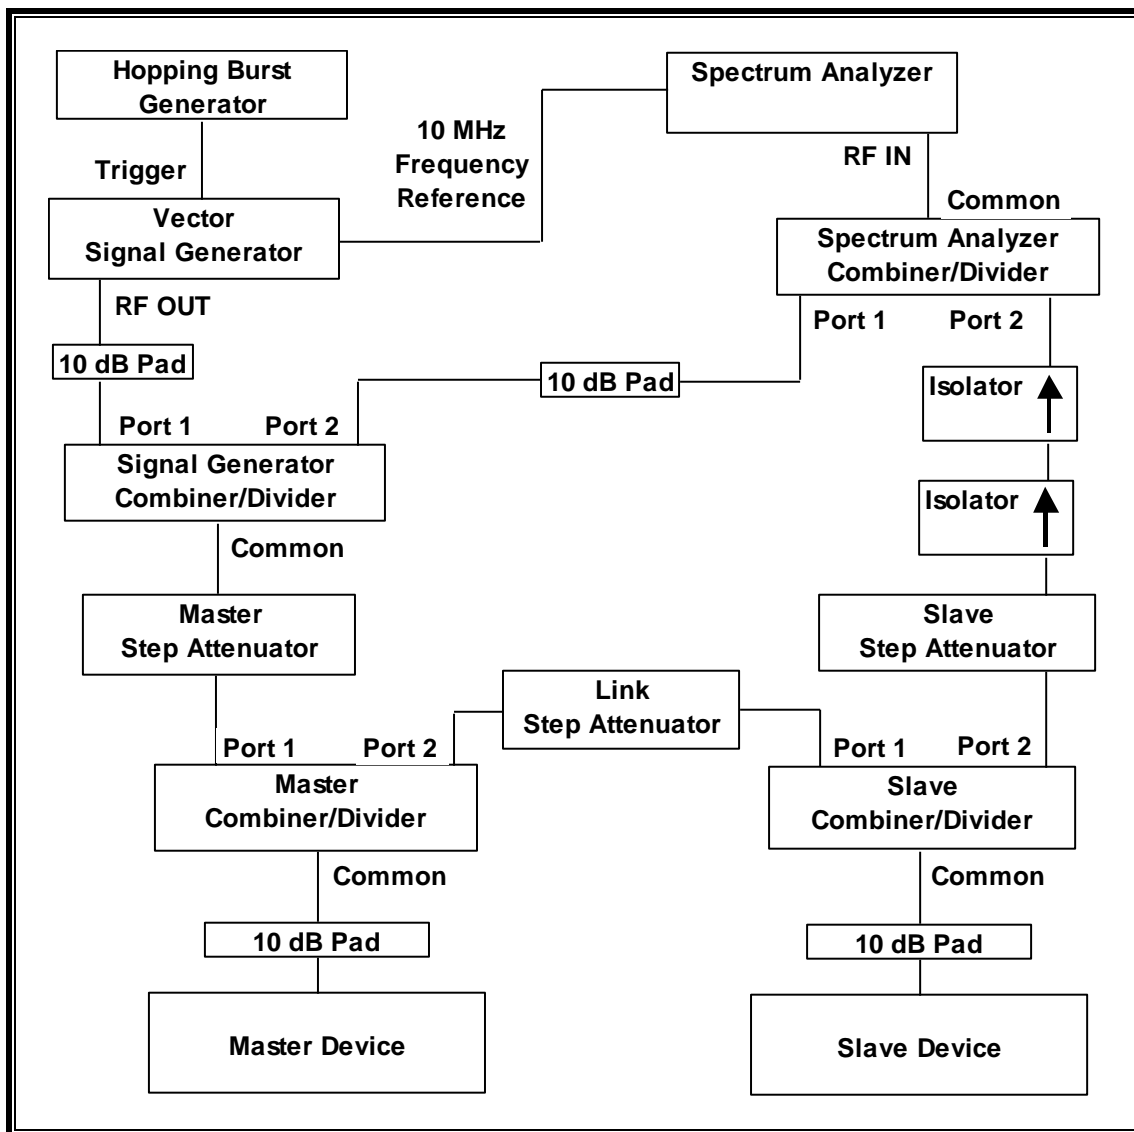 Hopping Burst
Generator
Spectrum Analyzer
10 MHz
Frequency
Reference
Trigger
RF IN
Vector
Signal Generator
Common
Spectrum Analyzer
Combiner/Divider
RF OUT
Port 1
Port 2
10 dB Pad
10 dB Pad
Isolator
Port 1
Port 2
Signal Generator
Combiner/Divider
Isolator
Common
Master
Step Attenuator
Slave
Step Attenuator
Link
Step Attenuator
Port 1
Port 2
Port 1
Port 2
Master
Combiner/Divider
Slave
Combiner/Divider
Common
Common
10 dB Pad
10 dB Pad
Master Device
Slave Device